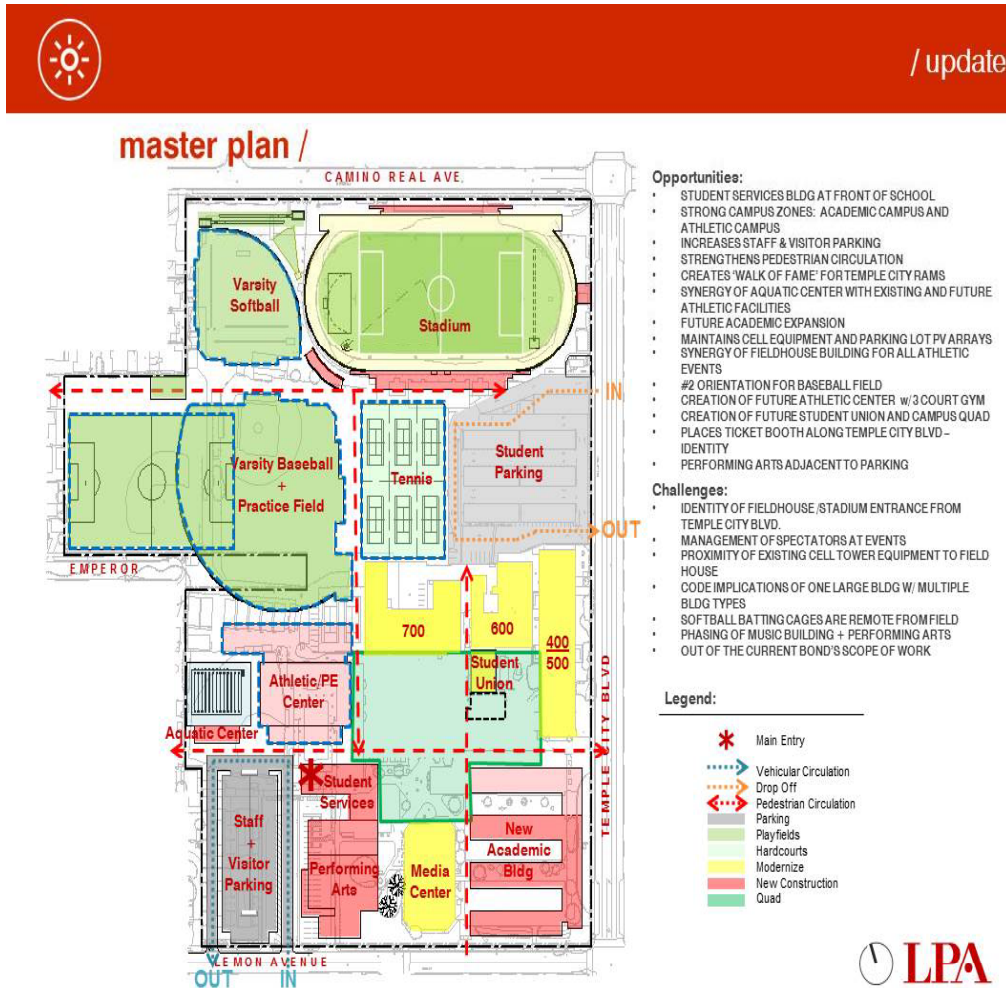 / update
master plan /
CAMINO REAL AVE.
Varsity
Softball
Stadium
IN
Varsity Baseball
+
Practice Field
Tennis
Student
Parking
OUT
EMPEROR
700
600
400
500
Student
Union
Athletic/PE
Center
Aquatic Center
TEMPLE CITY BLVD
Student
Services
Staff
+
Visitor
Parking
Performing
Arts
Media
Center
New
Academic
Bldg
LEMON AVENUE
OUT
IN
Opportunities:
• STUDENT SERVICES BLDG AT FRONT OF SCHOOL
• STRONG CAMPUS ZONES: ACADEMIC CAMPUS AND
ATHLETIC CAMPUS
• INCREASES STAFF & VISITOR PARKING
• STRENGTHENS PEDESTRIAN CIRCULATION
• CREATES 'WALK OF FAME' FOR TEMPLE CITY RAMS
• SYNERGY OF AQUATIC CENTER WITH EXISTING AND FUTURE
ATHLETIC FACILITIES
• FUTURE ACADEMIC EXPANSION
• MAINTAINS CELL EQUIPMENT AND PARKING LOT PV ARRAYS
• SYNERGY OF FIELDHOUSE BUILDING FOR ALL ATHLETIC
EVENTS
• #2 ORIENTATION FOR BASEBALL FIELD
• CREATION OF FUTURE ATHLETIC CENTER w/ 3 COURT GYM
• CREATION OF FUTURE STUDENT UNION AND CAMPUS QUAD
• PLACES TICKET BOOTH ALONG TEMPLE CITY BLVD –
IDENTITY
• PERFORMING ARTS ADJACENT TO PARKING
Challenges:
• IDENTITY OF FIELDHOUSE /STADIUM ENTRANCE FROM
TEMPLE CITY BLVD.
• MANAGEMENT OF SPECTATORS AT EVENTS
• PROXIMITY OF EXISTING CELL TOWER EQUIPMENT TO FIELD
HOUSE
• CODE IMPLICATIONS OF ONE LARGE BLDG W/ MULTIPLE
BLDG TYPES
• SOFTBALL BATTING CAGES ARE REMOTE FROM FIELD
• PHASING OF MUSIC BUILDING + PERFORMING ARTS
• OUT OF THE CURRENT BOND'S SCOPE OF WORK
Legend:
Main Entry
Vehicular Circulation
Drop Off
Pedestrian Circulation
Parking
Playfields
Hardcourts
Modernize
New Construction
Quad
LPA